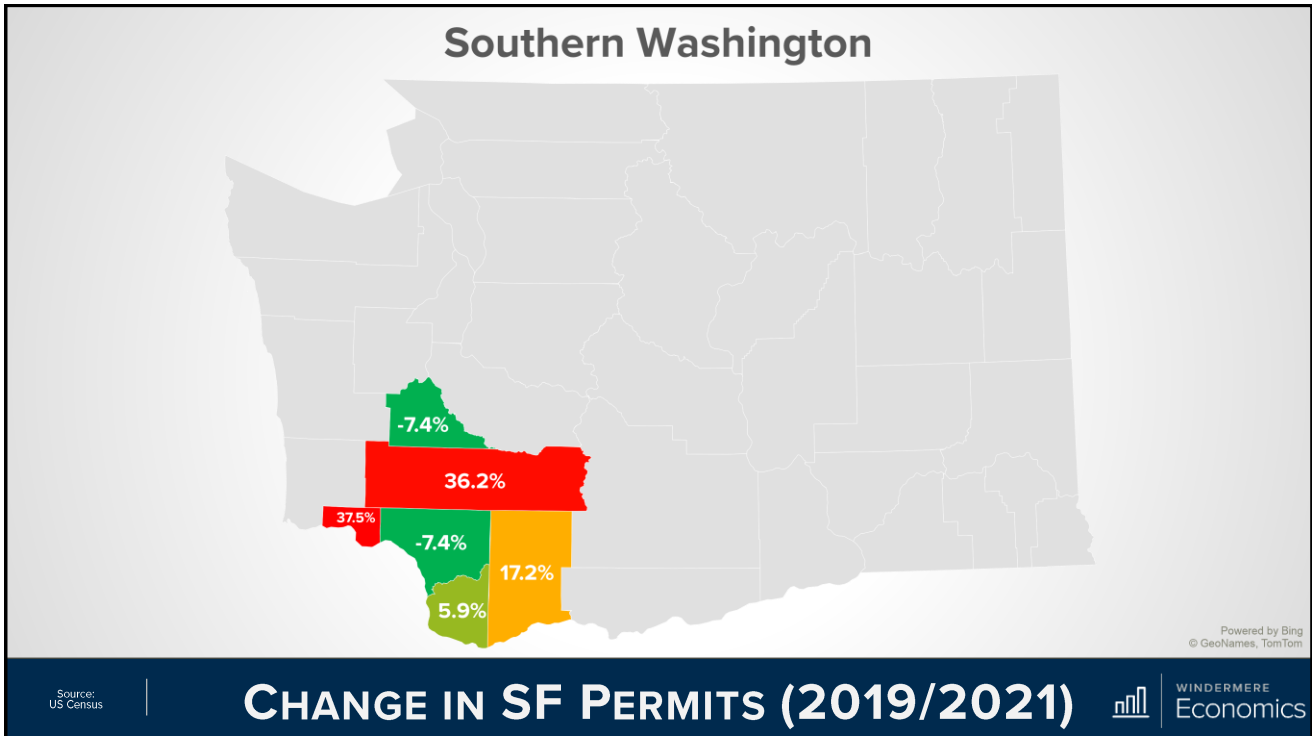 Southern Washington
-7.4%
36.2%
37.5%
-7.4%
17.2%
5.9%
Powered by Bing
© GeoNames, TomTom
Source:
US Census
CHANGE IN SF PERMITS (2019/2021)
WINDERMERE
Economics